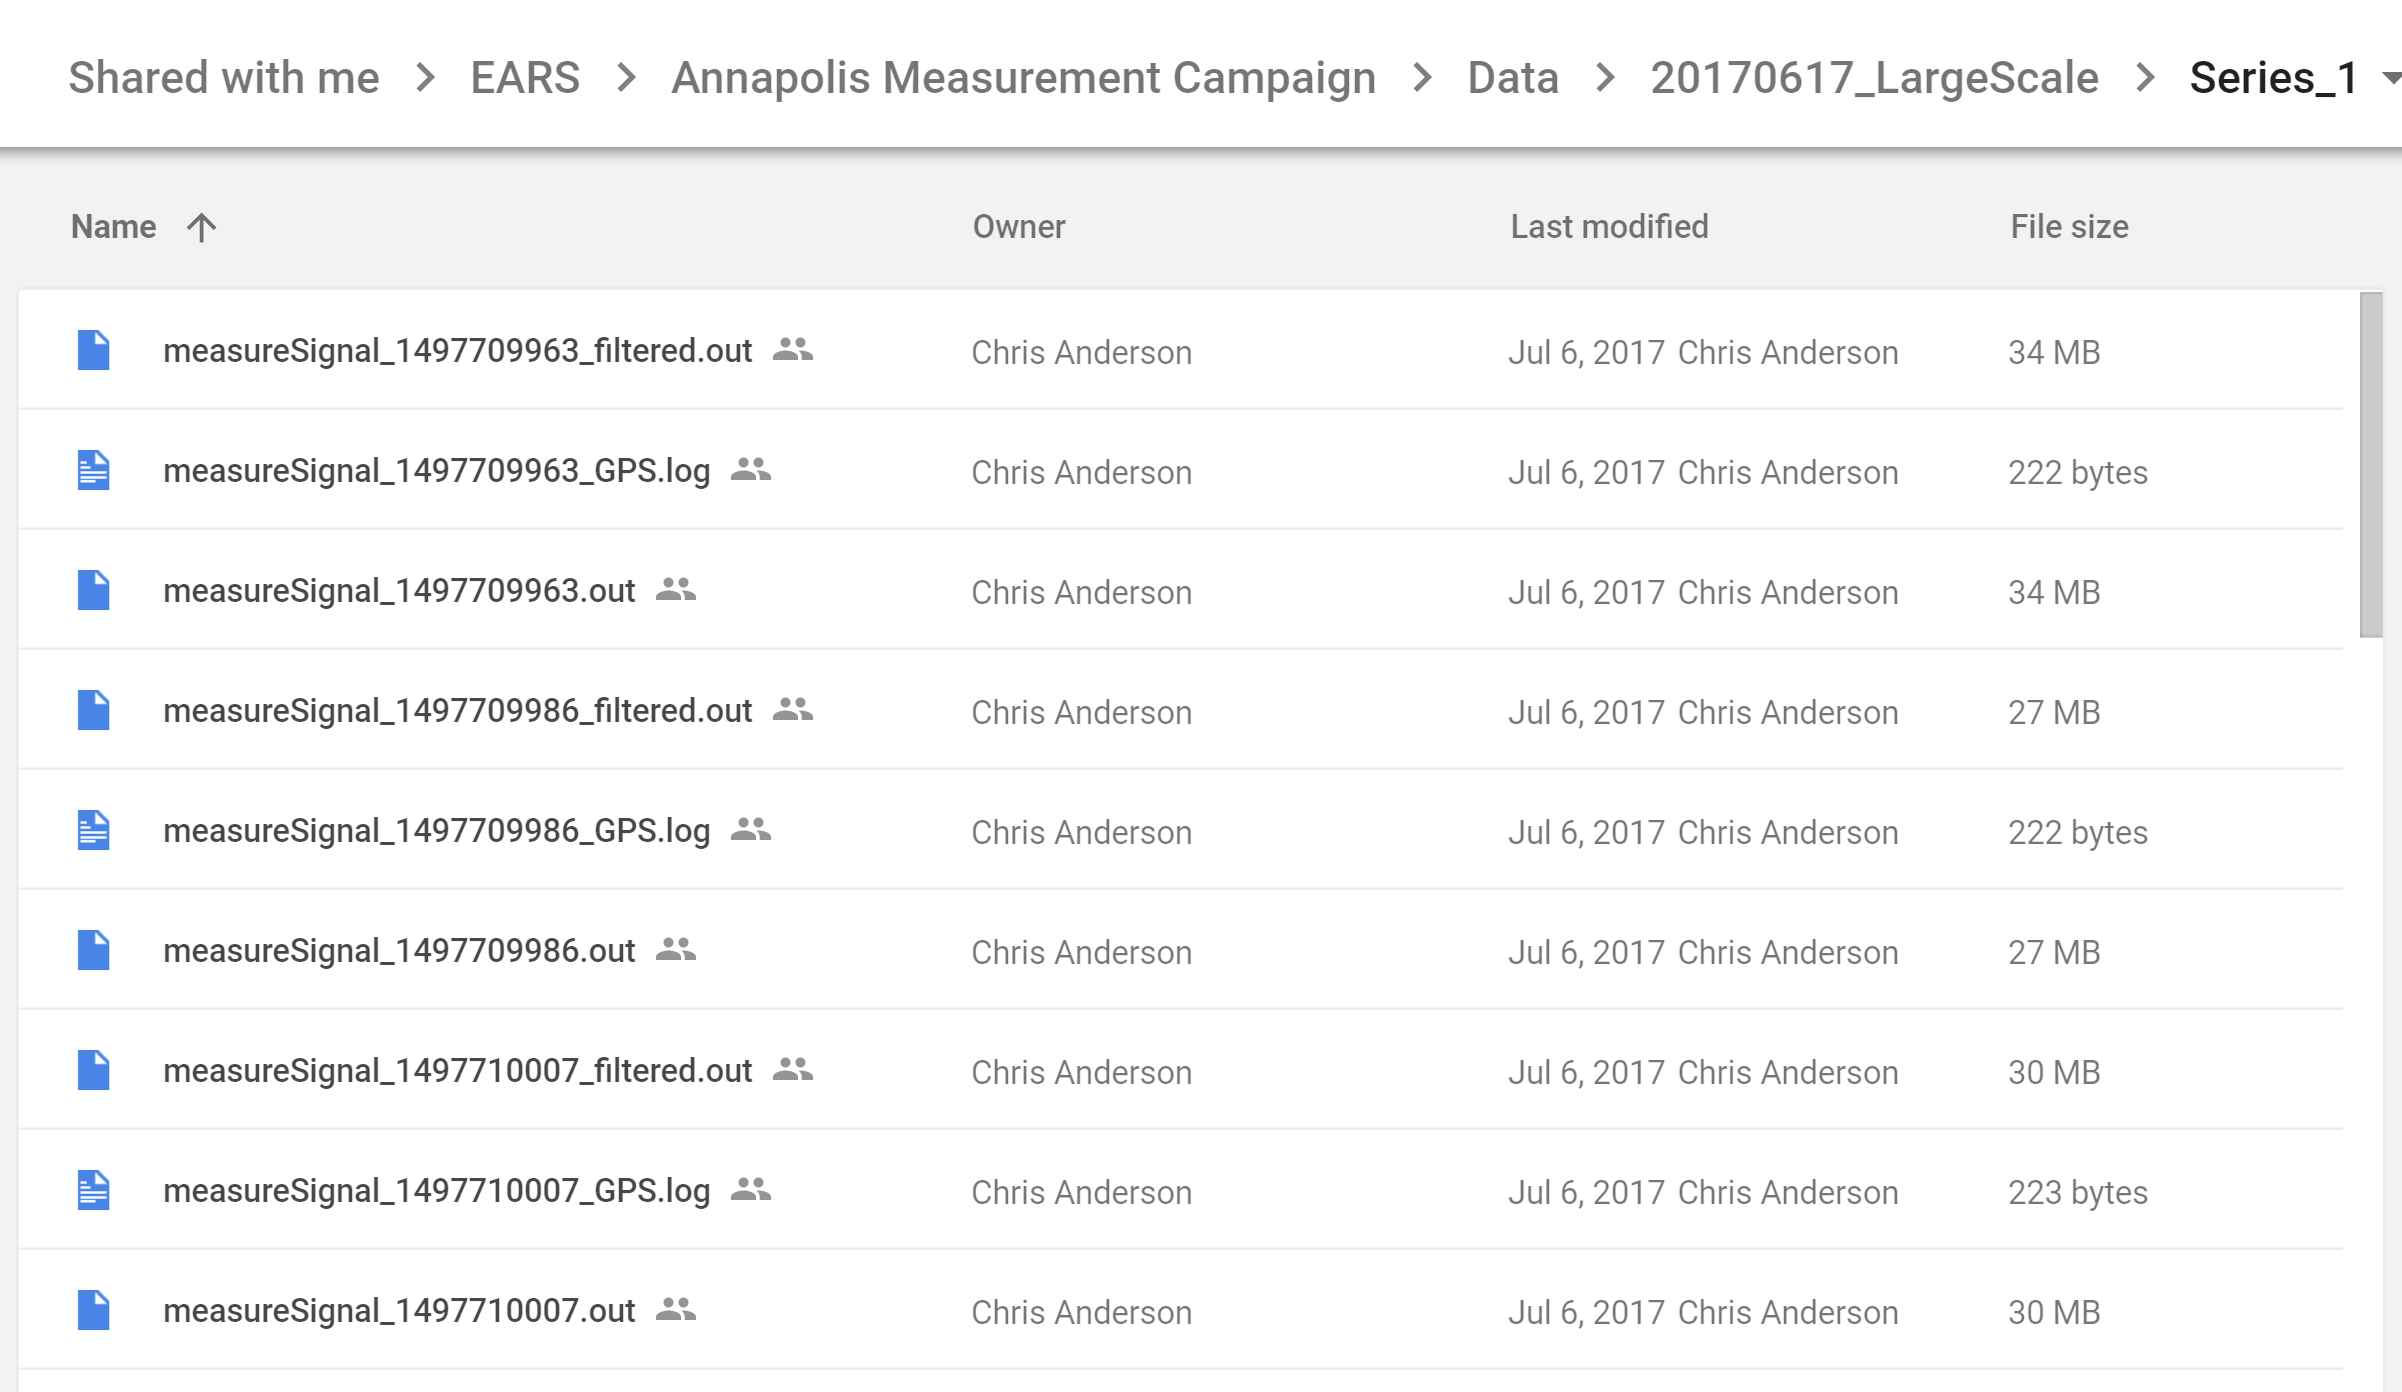 Shared with me > EARS > Annapolis Measurement Campaign > Data > 20170617_LargeScale > Series_1
Name Owner Last modified File size
measureSignal_1497709963_filtered.out Chris Anderson Jul 6, 2017 Chris Anderson 34 MB
measureSignal_1497709963_GPS.log Chris Anderson Jul 6, 2017 Chris Anderson 222 bytes
measureSignal_1497709963.out Chris Anderson Jul 6, 2017 Chris Anderson 34 MB
measureSignal_1497709986_filtered.out Chris Anderson Jul 6, 2017 Chris Anderson 27 MB
measureSignal_1497709986_GPS.log Chris Anderson Jul 6, 2017 Chris Anderson 222 bytes
measureSignal_1497709986.out Chris Anderson Jul 6, 2017 Chris Anderson 27 MB
measureSignal_1497710007_filtered.out Chris Anderson Jul 6, 2017 Chris Anderson 30 MB
measureSignal_1497710007_GPS.log Chris Anderson Jul 6, 2017 Chris Anderson 223 bytes
measureSignal_1497710007.out Chris Anderson Jul 6, 2017 Chris Anderson 30 MB